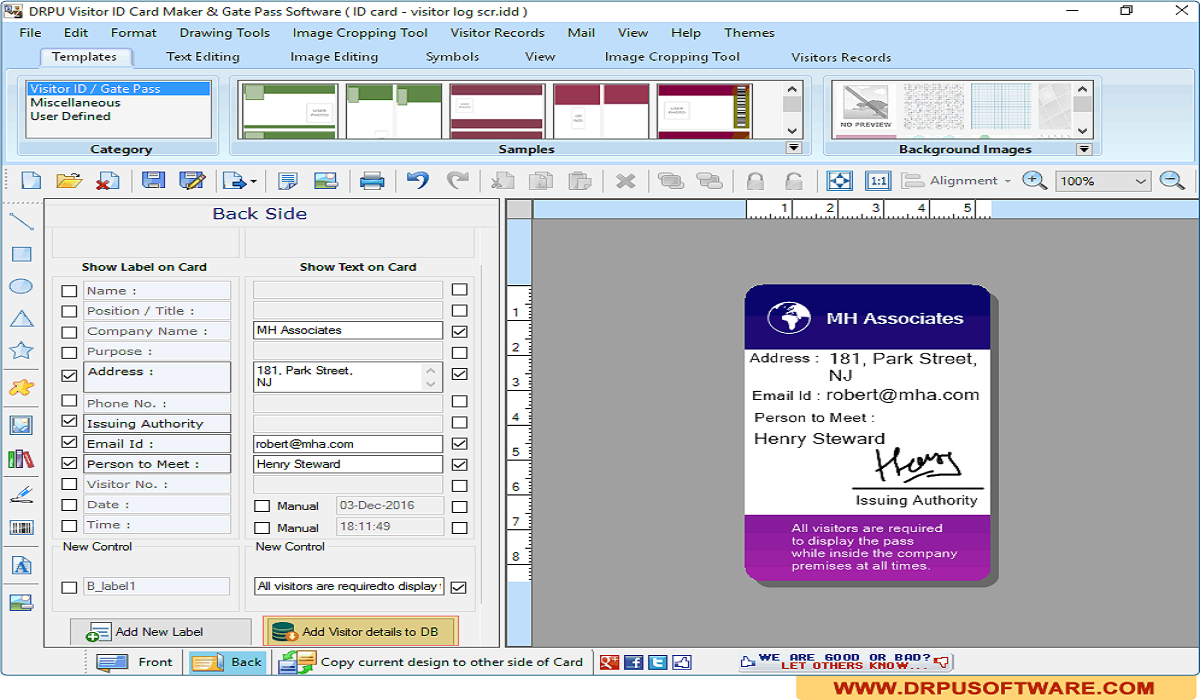 DRPU Visitor ID Card Maker & Gate Pass Software ( ID card - visitor log scr.idd )
File Edit Format Drawing Tools Image Cropping Tool Visitor Records Mail View Help Themes
Templates Text Editing Image Editing Symbols View Image Cropping Tool Visitors Records
Visitor ID / Gate Pass
Miscellaneous
User Defined
NO PREVIEW
Category Samples Background Images
1:1 Alignment 100%
Back Side
1 2 3 4 5
Show Label on Card Show Text on Card
Name :
Position / Title :
Company Name : MH Associates
Purpose :
Address : 181, Park Street,
NJ
Phone No. :
Issuing Authority
Email Id : robert@mha.com
Person to Meet : Henry Steward
Visitor No. :
Date : Manual 03-Dec-2016
Time : Manual 18:11:49
New Control New Control
B_label1 All visitors are requiredto display
Add New Label Add Visitor details to DB
1
2
3
4
5
6
7
8
MH Associates
Address : 181, Park Street,
NJ
Email Id : robert@mha.com
Person to Meet :
Henry Steward
Issuing Authority
All visitors are required
to display the pass
while inside the company
premises at all times.
Front Back Copy current design to other side of Card
WE ARE GOOD OR BAD?
LET OTHERS KNOW...
WWW.DRPUSOFTWARE.COM